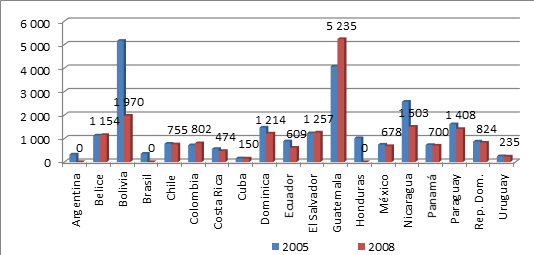 6 000
5 000
4 000
3 000
2 000
1 000
0
0
1 154
1 970
0
755
802
474
150
1 214
609
1 257
5 235
0
678
1 503
700
1 408
824
235
Argentina
Belice
Bolivia
Brasil
Chile
Colombia
Costa Rica
Cuba
Dominica
Ecuador
El Salvador
Guatemala
Honduras
México
Nicaragua
Panamá
Paraguay
Rep. Dom.
Uruguay
2005
2008